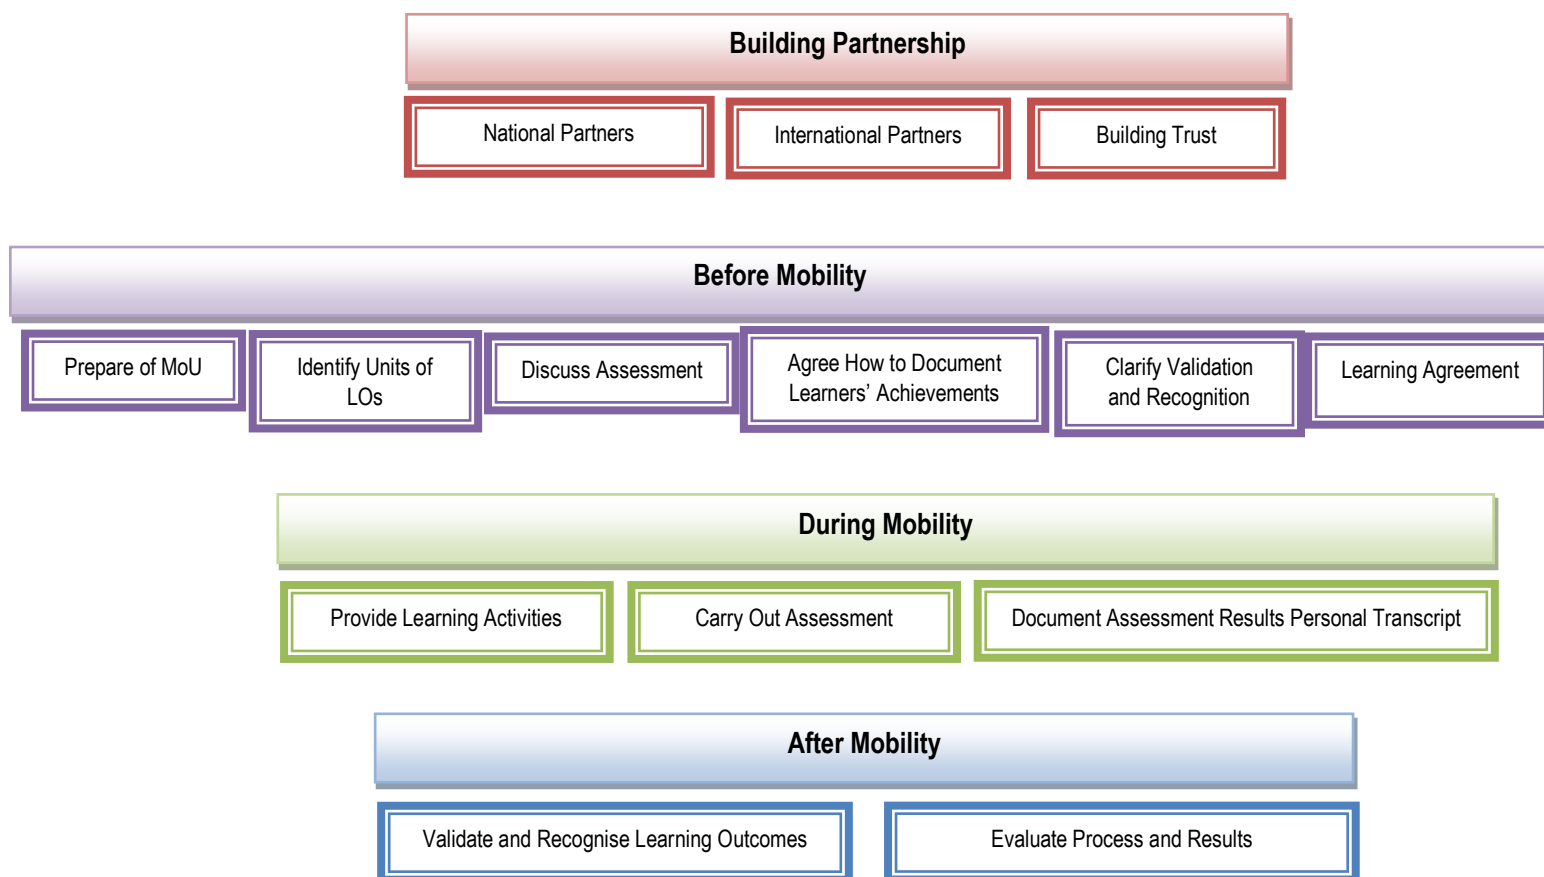 Building Partnership
National Partners
International Partners
Building Trust
Before Mobility
Prepare of MoU
Identify Units of
LOs
Discuss Assessment
Agree How to Document
Learners’ Achievements
Clarify Validation
and Recognition
Learning Agreement
During Mobility
Provide Learning Activities
Carry Out Assessment
Document Assessment Results Personal Transcript
After Mobility
Validate and Recognise Learning Outcomes
Evaluate Process and Results